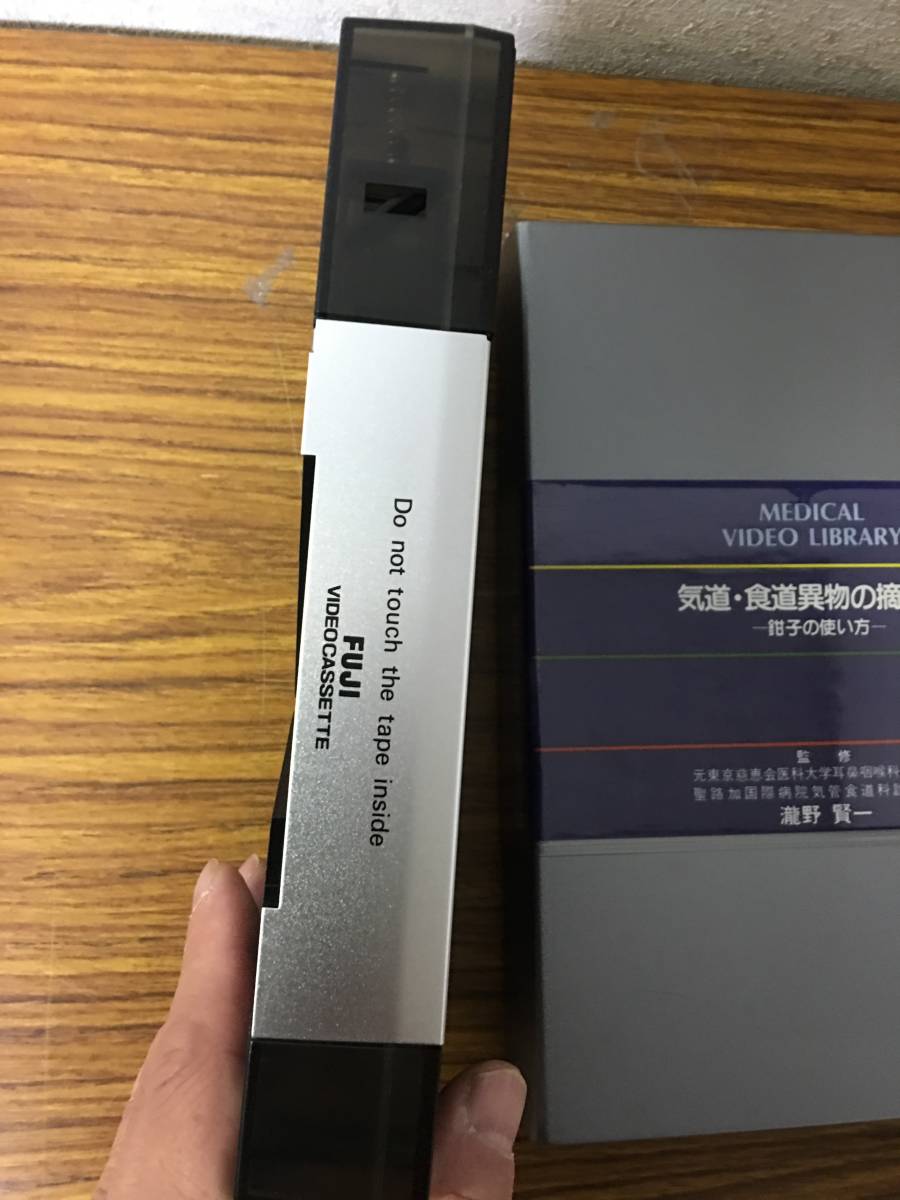 Do not touch the tape inside
FUJI
VIDEOCASSETTE
MEDICAL
VIDEO LIBRARY
気道・食道異物の摘
―鉗子の使い方―
監 修
元東京慈恵会医科大学耳鼻咽喉科
聖路加国際病院気管食道科
瀧野 賢一